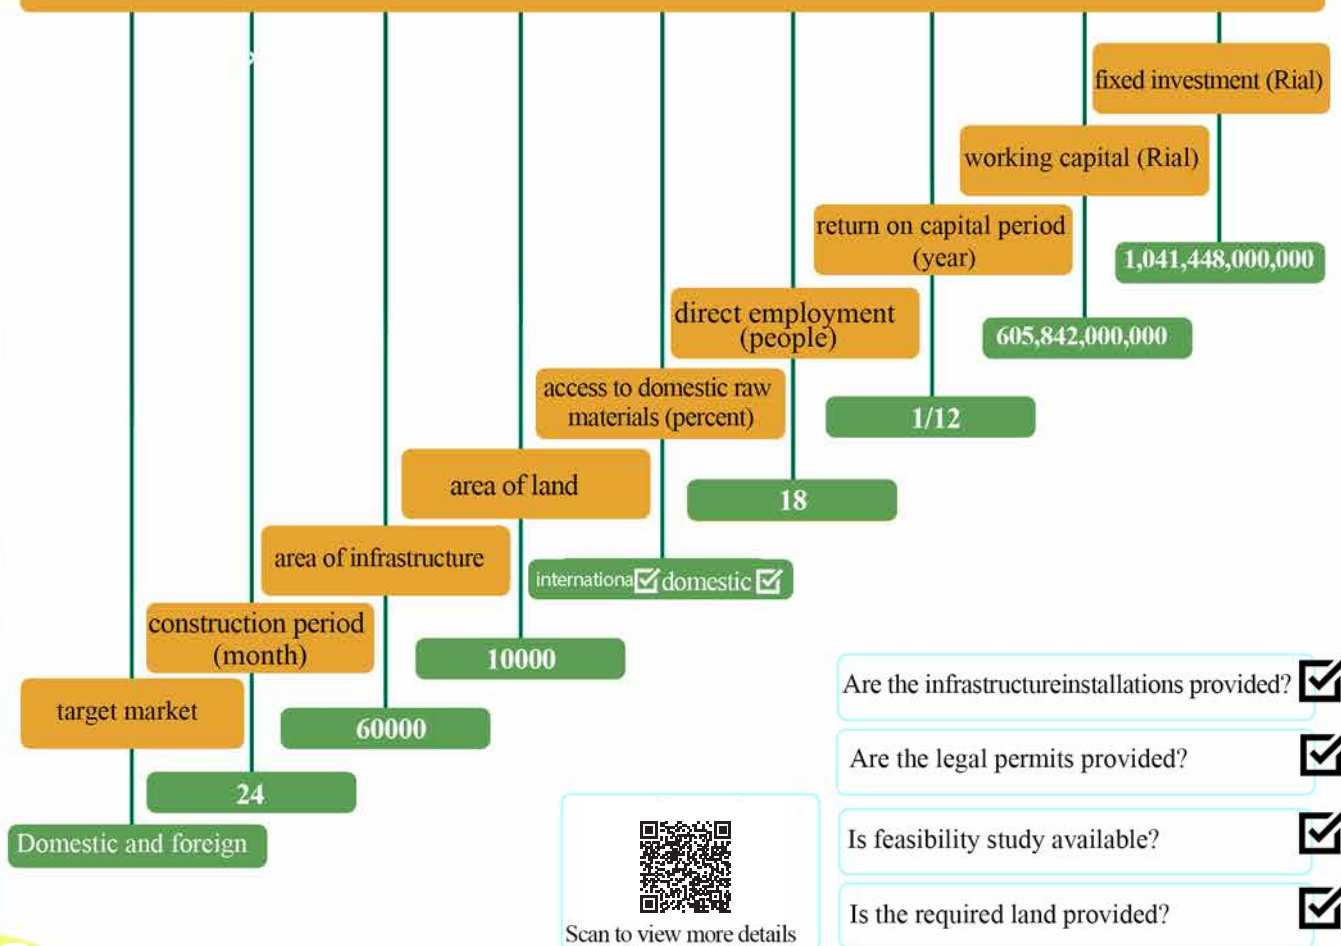 fixed investment (Rial)
1,041,448,000,000
working capital (Rial)
605,842,000,000
return on capital period
(year)
1/12
direct employment
(people)
18
access to domestic raw
materials (percent)
internationa domestic
area of land
10000
area of infrastructure
60000
construction period
(month)
24
target market
Domestic and foreign
Are the infrastructureinstallations provided?
Are the legal permits provided?
Is feasibility study available?
Is the required land provided?
Scan to view more details